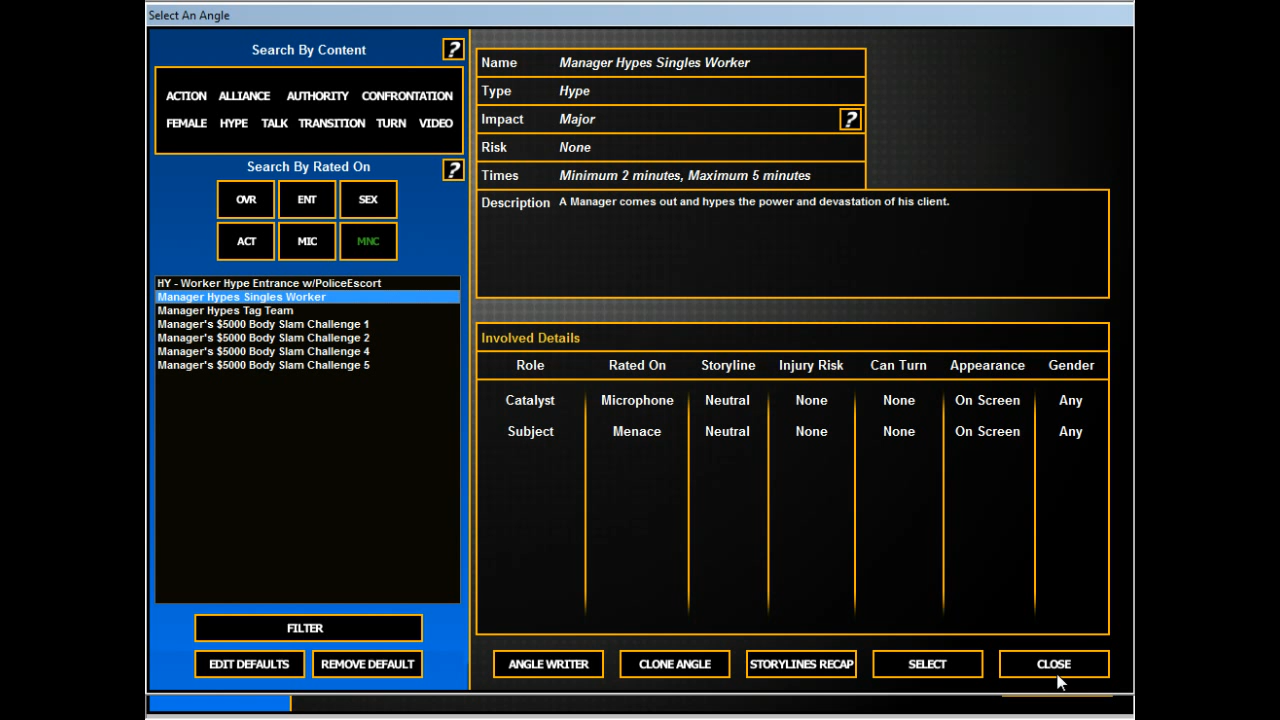 Select An Angle
Search By Content ?
ACTION ALLIANCE AUTHORITY CONFRONTATION
FEMALE HYPE TALK TRANSITION TURN VIDEO
Search By Rated On ?
OVR ENT SEX
ACT MIC MNC
HY - Worker Hype Entrance w/PoliceEscort
Manager Hypes Singles Worker
Manager Hypes Tag Team
Manager's $5000 Body Slam Challenge 1
Manager's $5000 Body Slam Challenge 2
Manager's $5000 Body Slam Challenge 4
Manager's $5000 Body Slam Challenge 5
FILTER
EDIT DEFAULTS REMOVE DEFAULT
Name Manager Hypes Singles Worker
Type Hype
Impact Major ?
Risk None
Times Minimum 2 minutes, Maximum 5 minutes
Description A Manager comes out and hypes the power and devastation of his client.
Involved Details
Role Rated On Storyline Injury Risk Can Turn Appearance Gender
Catalyst Microphone Neutral None None On Screen Any
Subject Menace Neutral None None On Screen Any
ANGLE WRITER CLONE ANGLE STORYLINES RECAP SELECT CLOSE